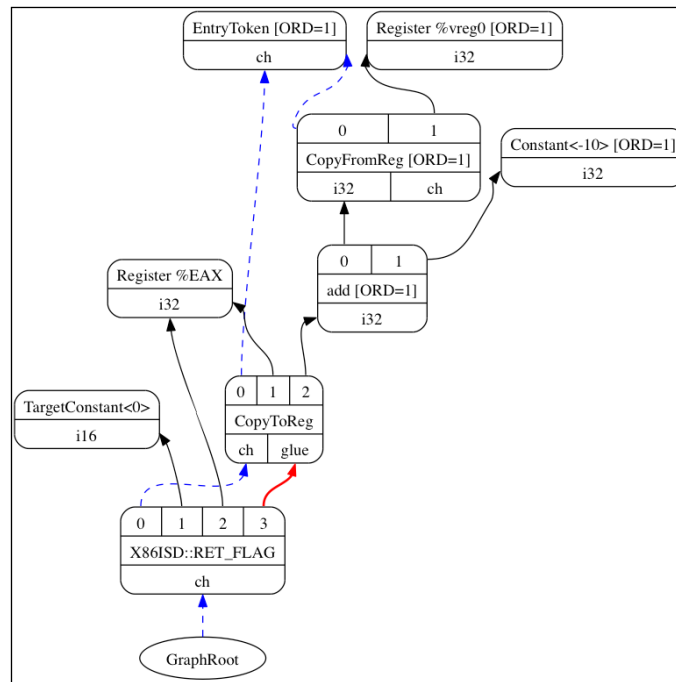 EntryToken [ORD=1]
ch
Register %vreg0 [ORD=1]
i32
0 1
CopyFromReg [ORD=1]
i32 ch
Constant<-10> [ORD=1]
i32
0 1
add [ORD=1]
i32
Register %EAX
i32
0 1 2
CopyToReg
ch glue
TargetConstant<0>
i16
0 1 2 3
X86ISD::RET_FLAG
ch
GraphRoot